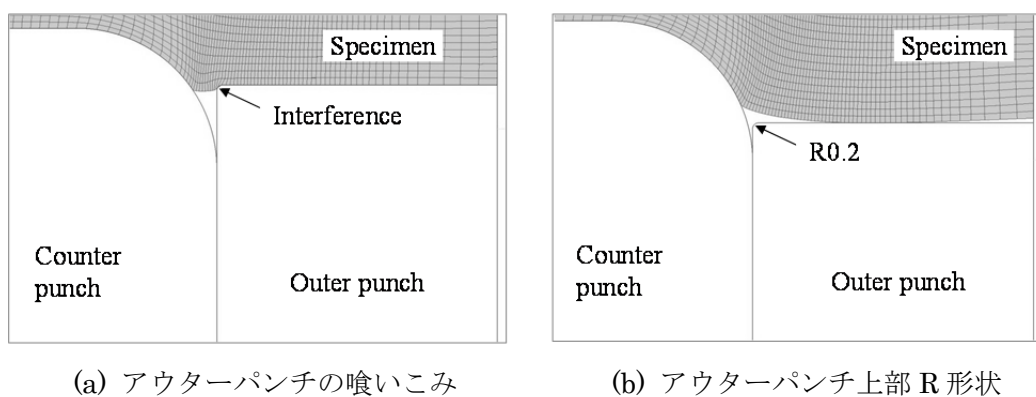 Specimen
Interference
Counter
punch
Outer punch
(a) アウターパンチの喰いこみ
Specimen
R0.2
Counter
punch
Outer punch
(b) アウターパンチ上部 R 形状